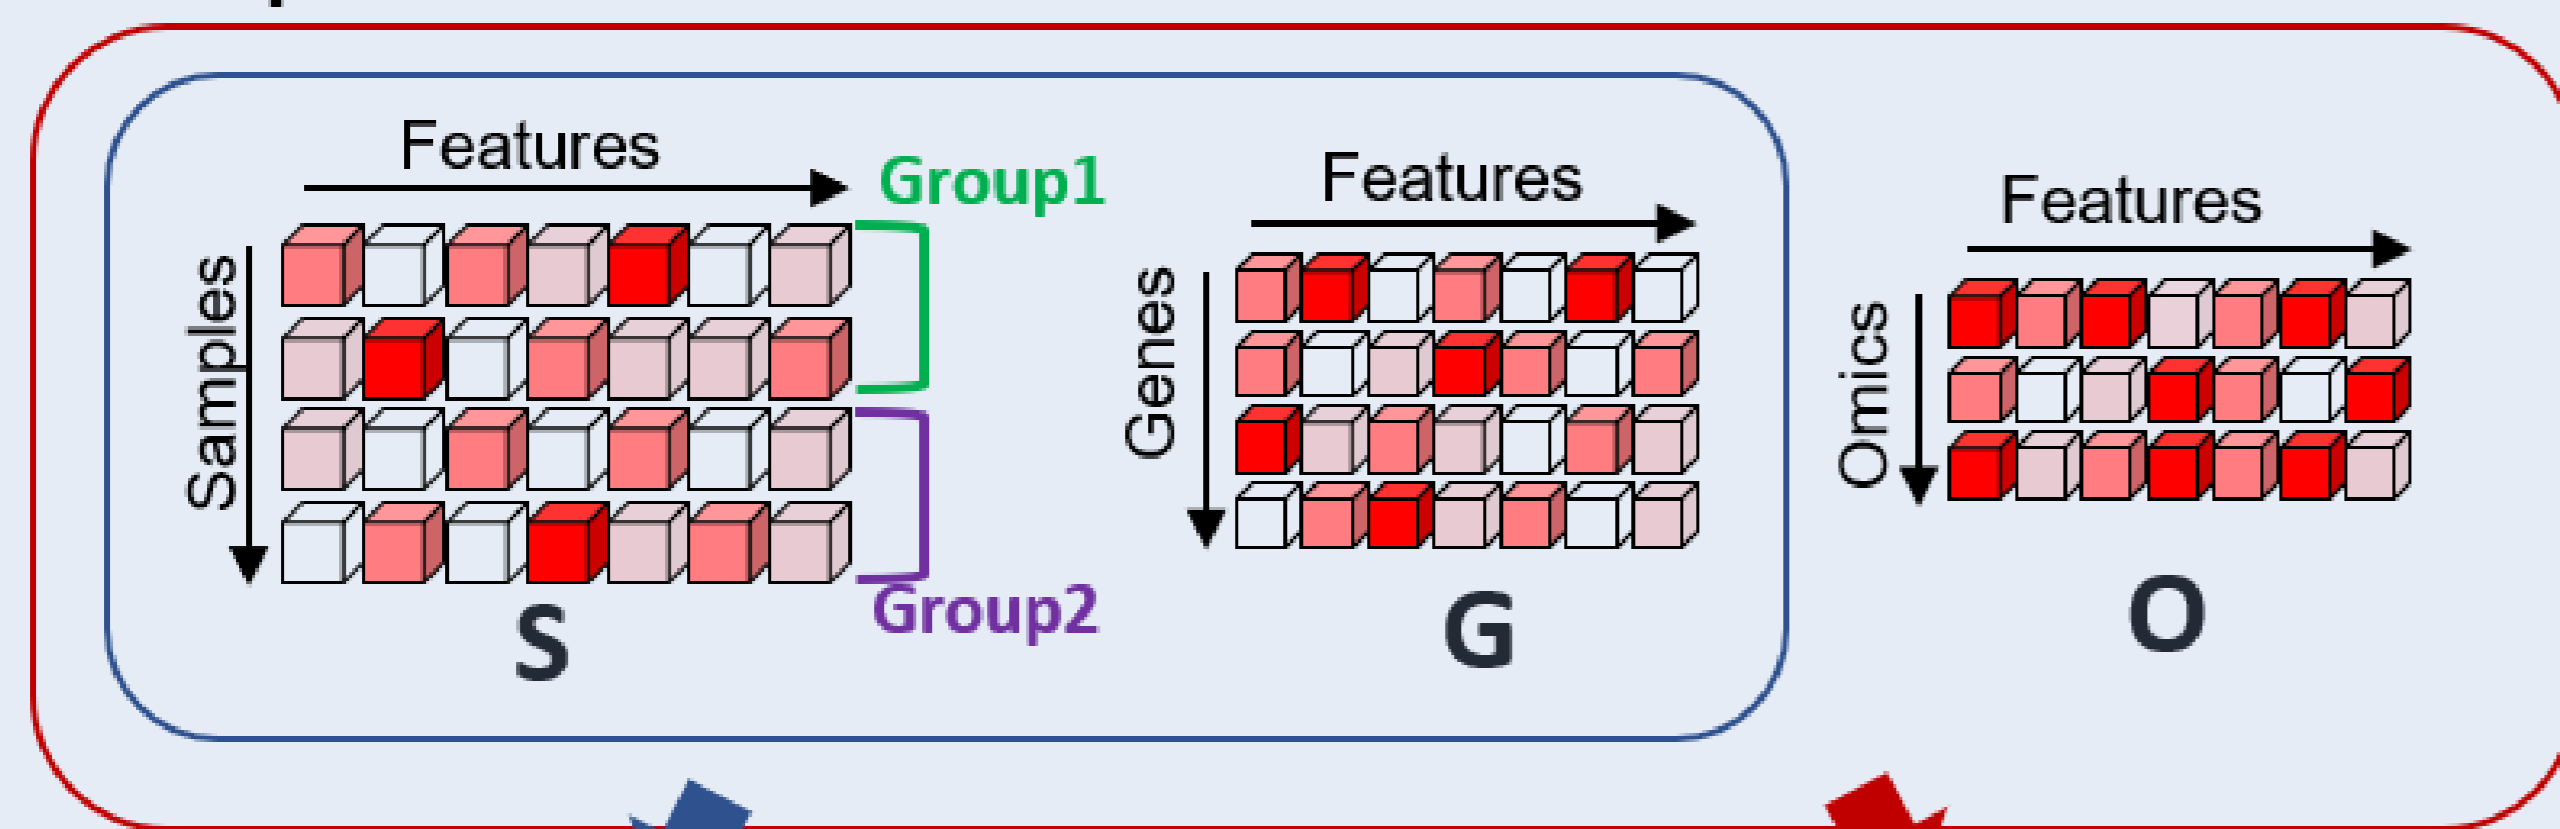 Features
Group1
Samples
Group2
S
Features
Genes
G
Features
Omics
O